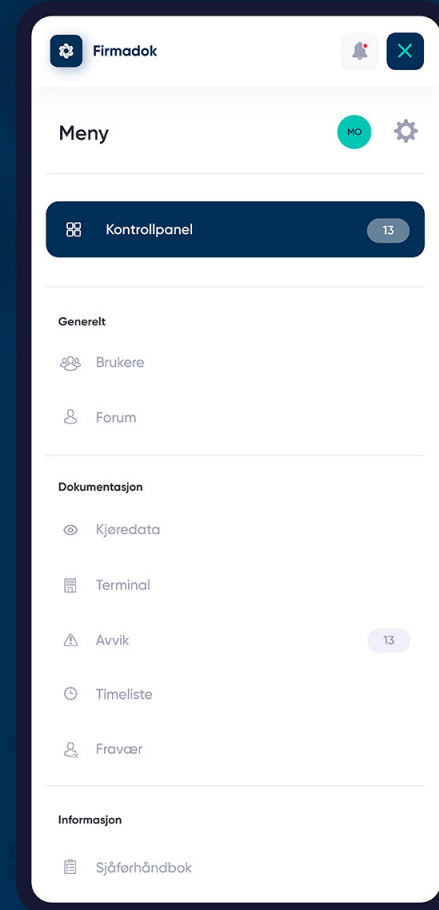 Firmadok
Meny
MO
Kontrollpanel
13
Generelt
Brukere
Forum
Dokumentasjon
Kjøredata
Terminal
Avvik
13
Timeliste
Fravær
Informasjon
Sjåførhåndbok